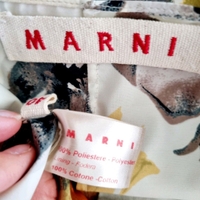 MARNI
MARNI
100% Poliestere - Polyester
100% Cotone - Cotton